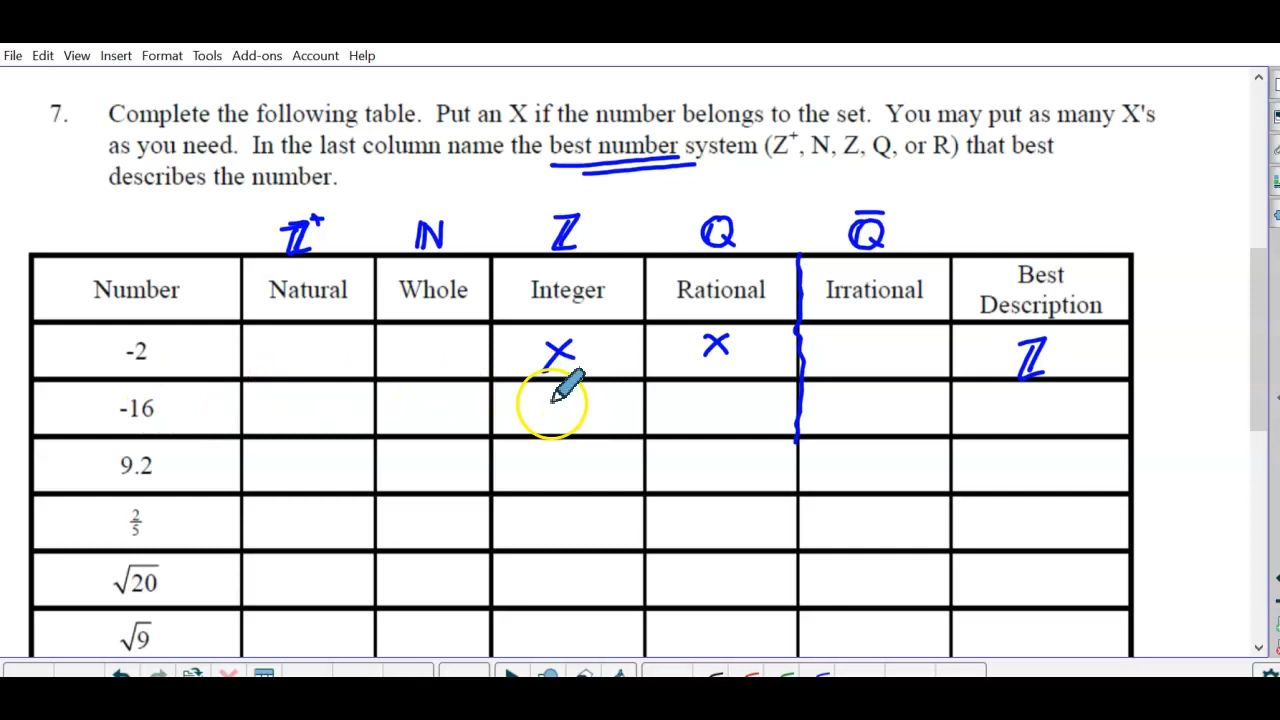 File Edit View Insert Format Tools Add-ons Account Help
7. Complete the following table. Put an X if the number belongs to the set. You may put as many X's
as you need. In the last column name the best number system (Z⁺, N, Z, Q, or R) that best
describes the number.
ℤ⁺ ℕ ℤ ℚ ℚ̅
Number Natural Whole Integer Rational Irrational Best Description
-2 X X ℤ
-16
9.2
2/5
√20
√9